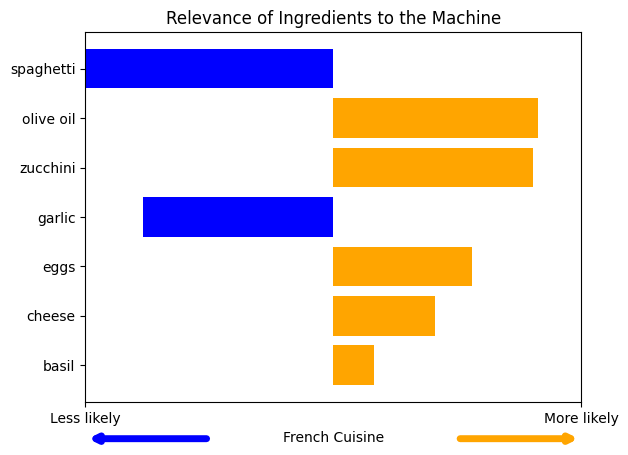 Relevance of Ingredients to the Machine
spaghetti
olive oil
zucchini
garlic
eggs
cheese
basil
Less likely
More likely
French Cuisine